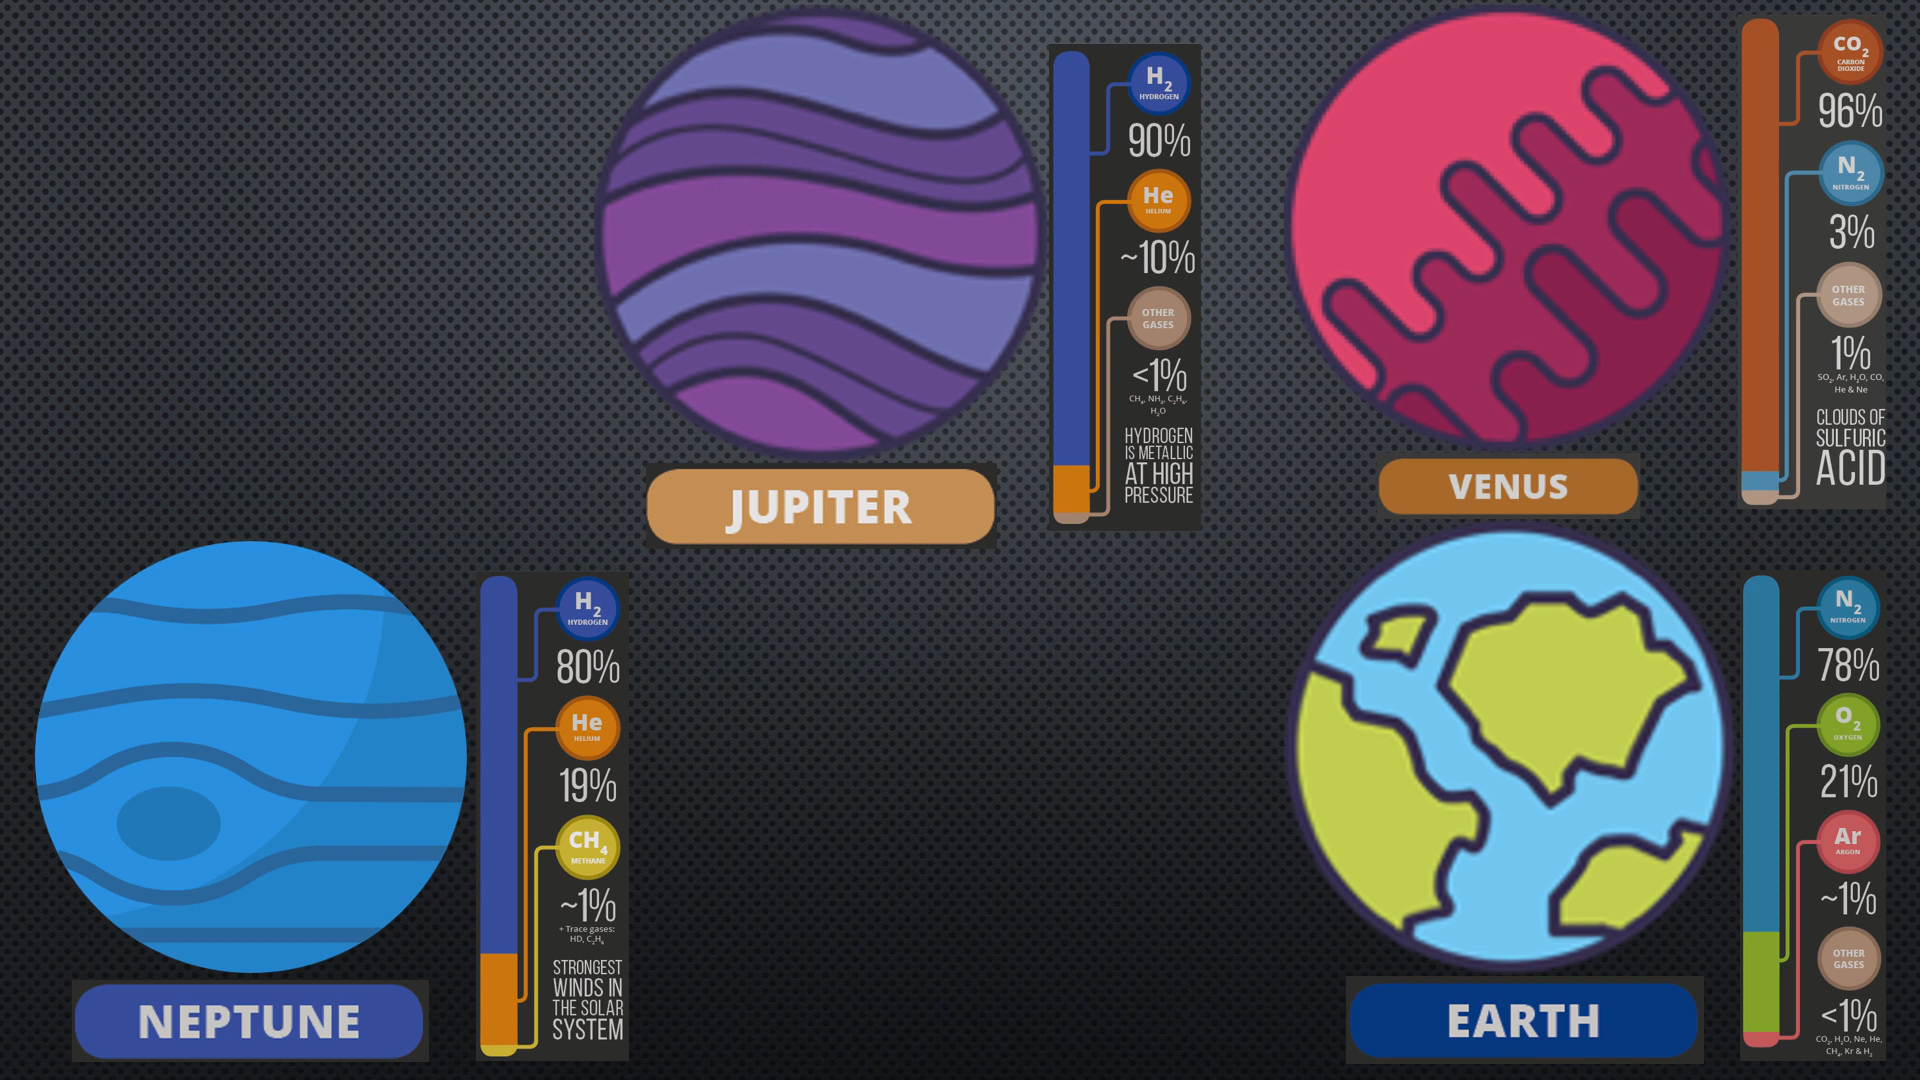 H2
HYDROGEN
90%
He
HELIUM
~10%
OTHER
GASES
<1%
CH4, NH3, C2H6,
H2O
HYDROGEN
IS METALLIC
AT HIGH
PRESSURE
JUPITER
CO2
CARBON
DIOXIDE
96%
N2
NITROGEN
3%
OTHER
GASES
1%
SO2, Ar, H2O, CO,
He & Ne
CLOUDS OF
SULFURIC
ACID
VENUS
H2
HYDROGEN
80%
He
HELIUM
19%
CH4
METHANE
~1%
+ Trace gases:
HD, C2H6
STRONGEST
WINDS IN
THE SOLAR
SYSTEM
NEPTUNE
N2
NITROGEN
78%
O2
OXYGEN
21%
Ar
ARGON
~1%
OTHER
GASES
<1%
CO2, H2O, Ne, He,
CH4, Kr & H2
EARTH